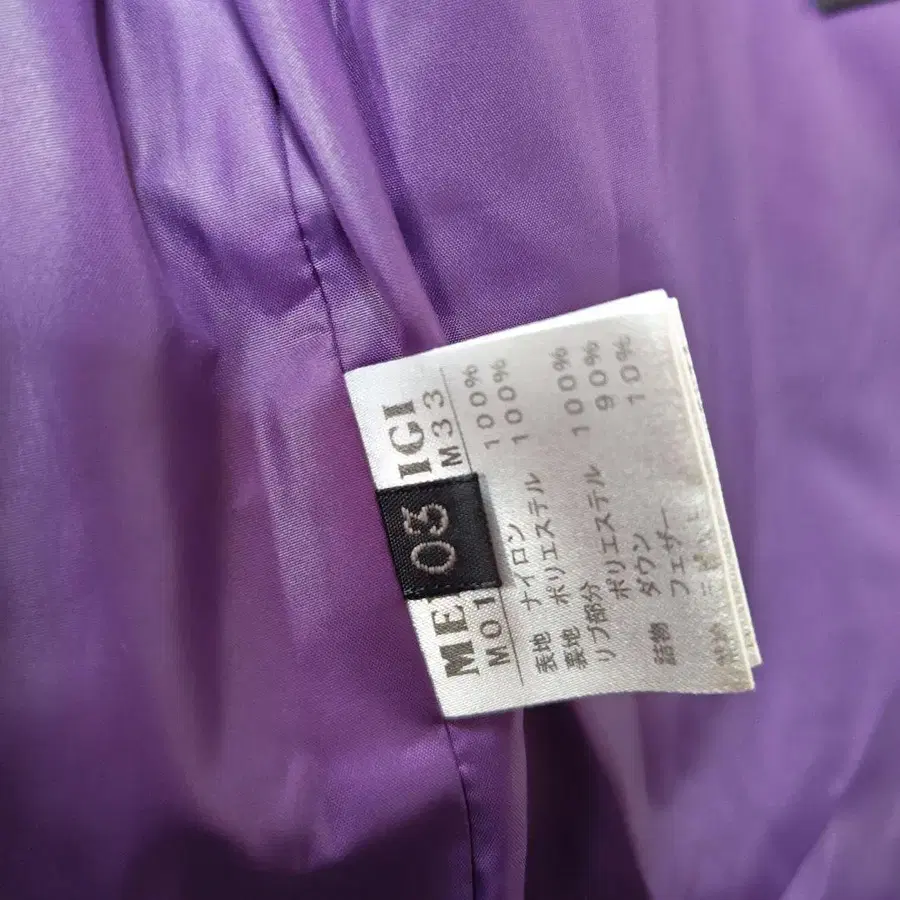 ME IGI
M01 M33
03
表地 ナイロン 100%
裏地 ポリエステル 100%
リブ部分
ポリエステル 100%
詰物 ダウン 90%
フェザー 10%